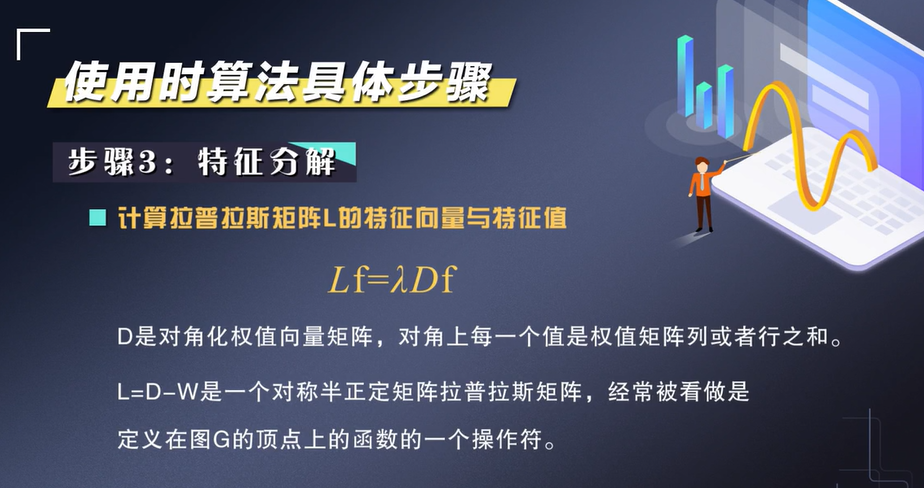 使用时算法具体步骤
步骤3：特征分解
计算拉普拉斯矩阵L的特征向量与特征值
Lf=λDf
D是对角化权值向量矩阵，对角上每一个值是权值矩阵列或者行之和。
L=D-W是一个对称半正定矩阵拉普拉斯矩阵，经常被看做是
定义在图G的顶点上的函数的一个操作符。